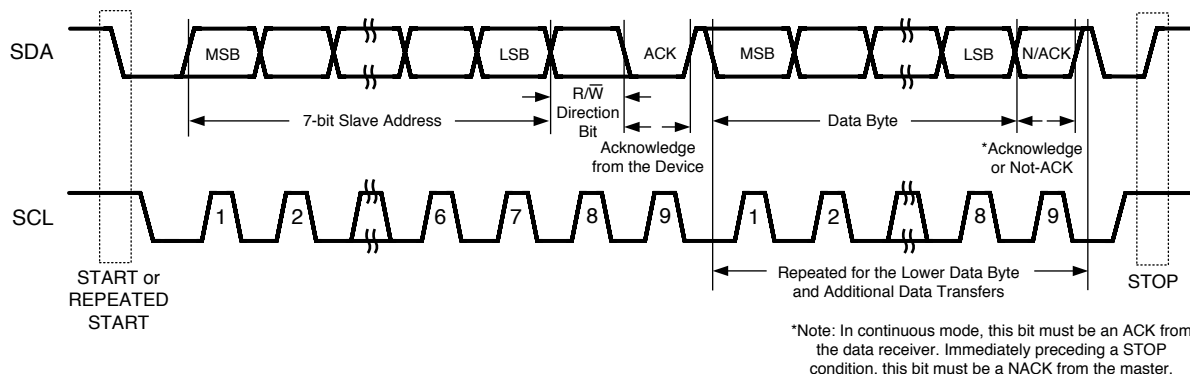 SDA
MSB
LSB
ACK
MSB
LSB
N/ACK
R/W̅
Direction
Bit
7-bit Slave Address
Acknowledge
from the Device
Data Byte
*Acknowledge
or Not-ACK
SCL
1
2
6
7
8
9
1
2
8
9
START or
REPEATED
START
Repeated for the Lower Data Byte
and Additional Data Transfers
STOP
*Note: In continuous mode, this bit must be an ACK from
the data receiver. Immediately preceding a STOP
condition, this bit must be a NACK from the master.